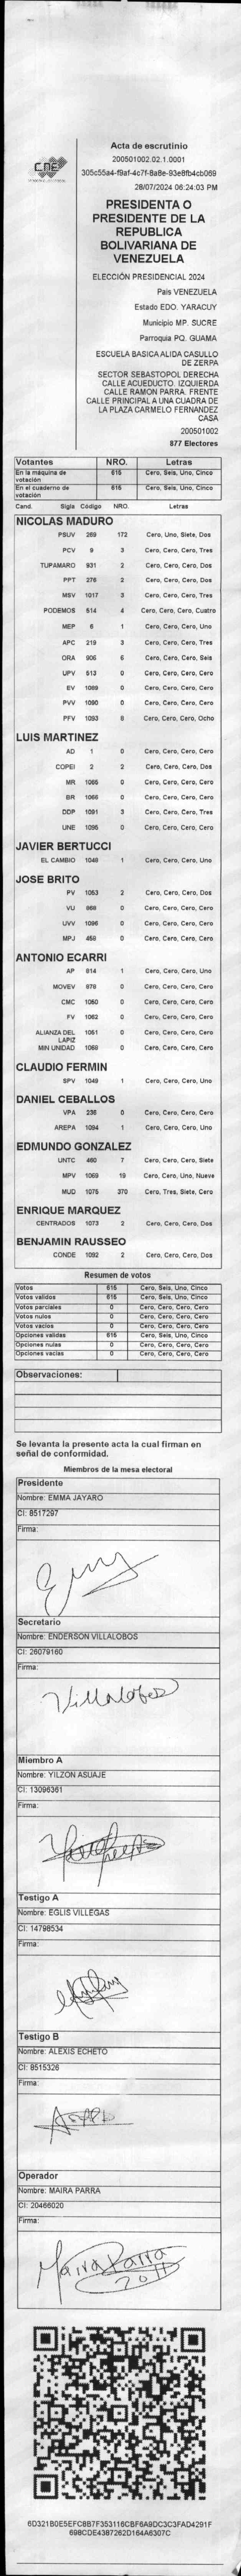 CNE
Acta de escrutinio
200501002.02.1.0001
305c55a4-f9af-4c7f-8a8e-93e8fb4cb069
28/07/2024 06:24:03 PM
PRESIDENTA O
PRESIDENTE DE LA
REPUBLICA
BOLIVARIANA DE
VENEZUELA
ELECCIÓN PRESIDENCIAL 2024
Pais VENEZUELA
Estado EDO. YARACUY
Municipio MP. SUCRE
Parroquia PQ. GUAMA
ESCUELA BASICA ALIDA CASULLO
DE ZERPA
SECTOR SEBASTOPOL DERECHA
CALLE ACUEDUCTO. IZQUIERDA
CALLE RAMON PARRA. FRENTE
CALLE PRINCIPAL A UNA CUADRA DE
LA PLAZA CARMELO FERNANDEZ
CASA
200501002
877 Electores
Votantes NRO. Letras
En la máquina de votación 615 Cero, Seis, Uno, Cinco
En el cuaderno de votación 615 Cero, Seis, Uno, Cinco
Cand. Sigla Código NRO. Letras
NICOLAS MADURO
PSUV 269 172 Cero, Uno, Siete, Dos
PCV 9 3 Cero, Cero, Cero, Tres
TUPAMARO 931 2 Cero, Cero, Cero, Dos
PPT 276 2 Cero, Cero, Cero, Dos
MSV 1017 3 Cero, Cero, Cero, Tres
PODEMOS 514 4 Cero, Cero, Cero, Cuatro
MEP 6 1 Cero, Cero, Cero, Uno
APC 219 3 Cero, Cero, Cero, Tres
ORA 906 6 Cero, Cero, Cero, Seis
UPV 513 0 Cero, Cero, Cero, Cero
EV 1089 0 Cero, Cero, Cero, Cero
PVV 1090 0 Cero, Cero, Cero, Cero
PFV 1093 8 Cero, Cero, Cero, Ocho
LUIS MARTINEZ
AD 1 0 Cero, Cero, Cero, Cero
COPEI 2 2 Cero, Cero, Cero, Dos
MR 1065 0 Cero, Cero, Cero, Cero
BR 1066 0 Cero, Cero, Cero, Cero
DDP 1091 3 Cero, Cero, Cero, Tres
UNE 1095 0 Cero, Cero, Cero, Cero
JAVIER BERTUCCI
EL CAMBIO 1048 1 Cero, Cero, Cero, Uno
JOSE BRITO
PV 1053 2 Cero, Cero, Cero, Dos
VU 868 0 Cero, Cero, Cero, Cero
UVV 1096 0 Cero, Cero, Cero, Cero
MPJ 459 0 Cero, Cero, Cero, Cero
ANTONIO ECARRI
AP 814 1 Cero, Cero, Cero, Uno
MOVEV 878 0 Cero, Cero, Cero, Cero
CMC 1050 0 Cero, Cero, Cero, Cero
FV 1062 0 Cero, Cero, Cero, Cero
ALIANZA DEL LAPIZ 1051 0 Cero, Cero, Cero, Cero
MIN UNIDAD 1068 0 Cero, Cero, Cero, Cero
CLAUDIO FERMIN
SPV 1049 1 Cero, Cero, Cero, Uno
DANIEL CEBALLOS
VPA 236 0 Cero, Cero, Cero, Cero
AREPA 1094 1 Cero, Cero, Cero, Uno
EDMUNDO GONZALEZ
UNTC 460 7 Cero, Cero, Cero, Siete
MPV 1069 19 Cero, Cero, Uno, Nueve
MUD 1075 370 Cero, Tres, Siete, Cero
ENRIQUE MARQUEZ
CENTRADOS 1073 2 Cero, Cero, Cero, Dos
BENJAMIN RAUSSEO
CONDE 1092 2 Cero, Cero, Cero, Dos
Resumen de votos
Votos 615 Cero, Seis, Uno, Cinco
Votos validos 615 Cero, Seis, Uno, Cinco
Votos parciales 0 Cero, Cero, Cero, Cero
Votos nulos 0 Cero, Cero, Cero, Cero
Votos vacios 0 Cero, Cero, Cero, Cero
Opciones validas 615 Cero, Seis, Uno, Cinco
Opciones nulas 0 Cero, Cero, Cero, Cero
Opciones vacias 0 Cero, Cero, Cero, Cero
Observaciones:
Se levanta la presente acta la cual firman en
señal de conformidad.
Miembros de la mesa electoral
Presidente
Nombre: EMMA JAYARO
CI: 8517297
Firma:
Secretario
Nombre: ENDERSON VILLALOBOS
CI: 26079160
Firma:
Villalobos
Miembro A
Nombre: YILZON ASUAJE
CI: 13096361
Firma:
Testigo A
Nombre: EGLIS VILLEGAS
CI: 14798534
Firma:
Testigo B
Nombre: ALEXIS ECHETO
CI: 8515326
Firma:
Operador
Nombre: MAIRA PARRA
CI: 20466020
Firma:
Maira Parra
6D321B0E5EFC8B7F353116CBF6A9DC3C3FAD4291F
698CDE4387262D164A6307C